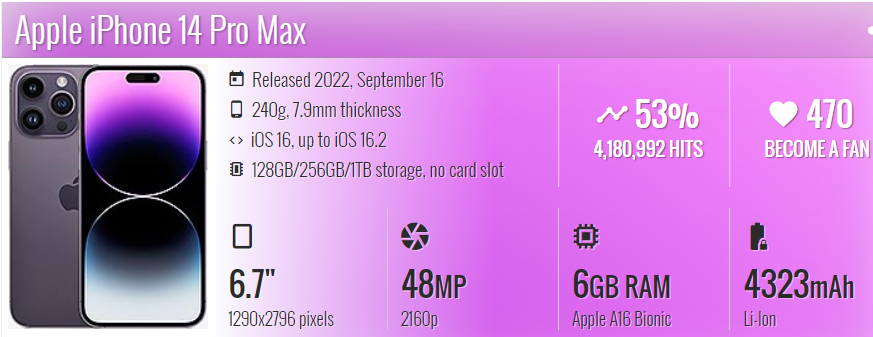 Apple iPhone 14 Pro Max
Released 2022, September 16
240g, 7.9mm thickness
iOS 16, up to iOS 16.2
128GB/256GB/1TB storage, no card slot
53%
4,180,992 HITS
470
BECOME A FAN
6.7"
1290x2796 pixels
48MP
2160p
6GB RAM
Apple A16 Bionic
4323mAh
Li-Ion